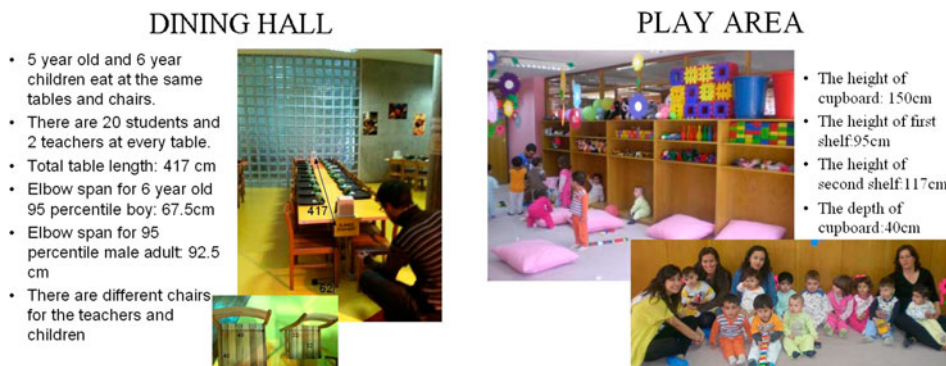 DINING HALL
• 5 year old and 6 year
children eat at the same
tables and chairs.
• There are 20 students and
2 teachers at every table.
• Total table length: 417 cm
• Elbow span for 6 year old
95 percentile boy: 67.5cm
• Elbow span for 95
percentile male adult: 92.5
cm
• There are different chairs
for the teachers and
children
417
62
PLAY AREA
• The height of
cupboard: 150cm
• The height of first
shelf:95cm
• The height of
second shelf:117cm
• The depth of
cupboard:40cm